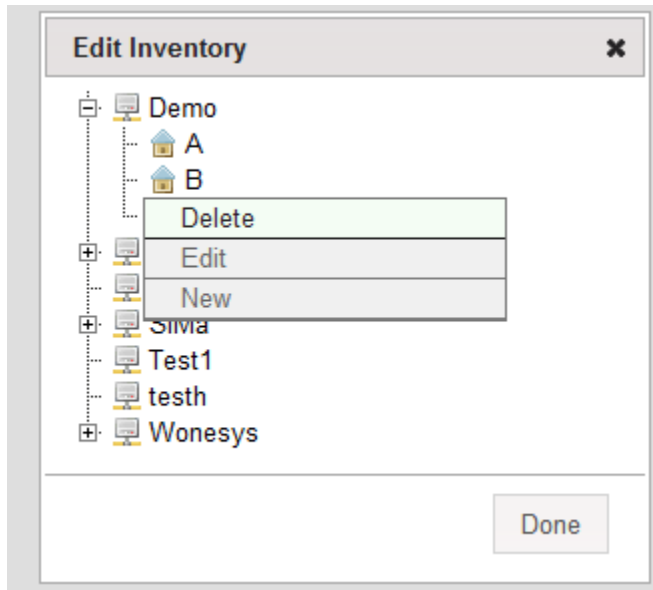 Edit Inventory
Demo
A
B
Delete
Edit
New
Silvia
Test1
testh
Wonesys
Done